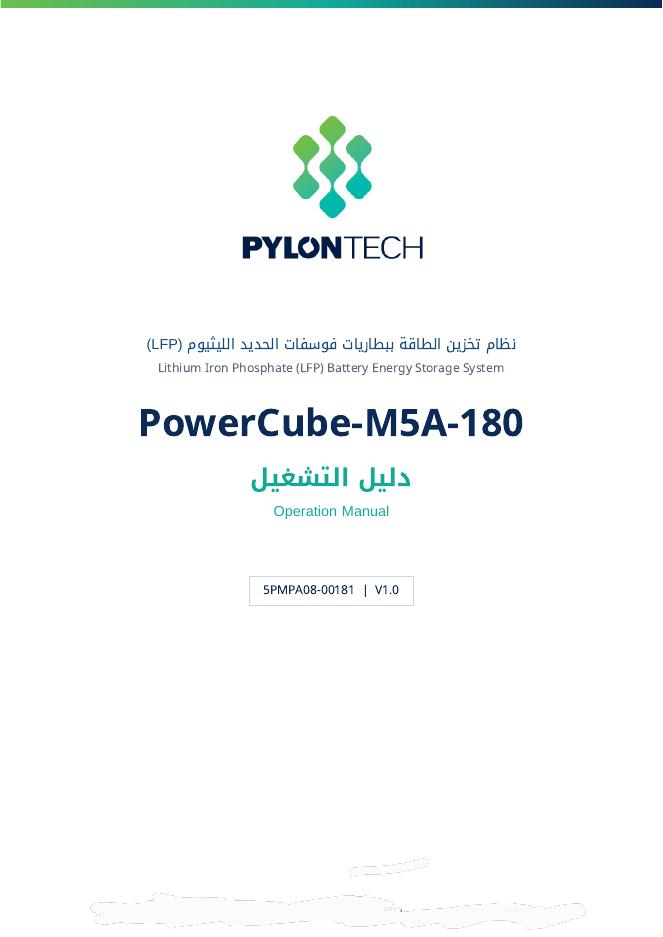 PYLONTECH
نظام تخزين الطاقة ببطاريات فوسفات الحديد الليثيوم (LFP)
Lithium Iron Phosphate (LFP) Battery Energy Storage System
PowerCube-M5A-180
دليل التشغيل
Operation Manual
5PMPA08-00181 | V1.0